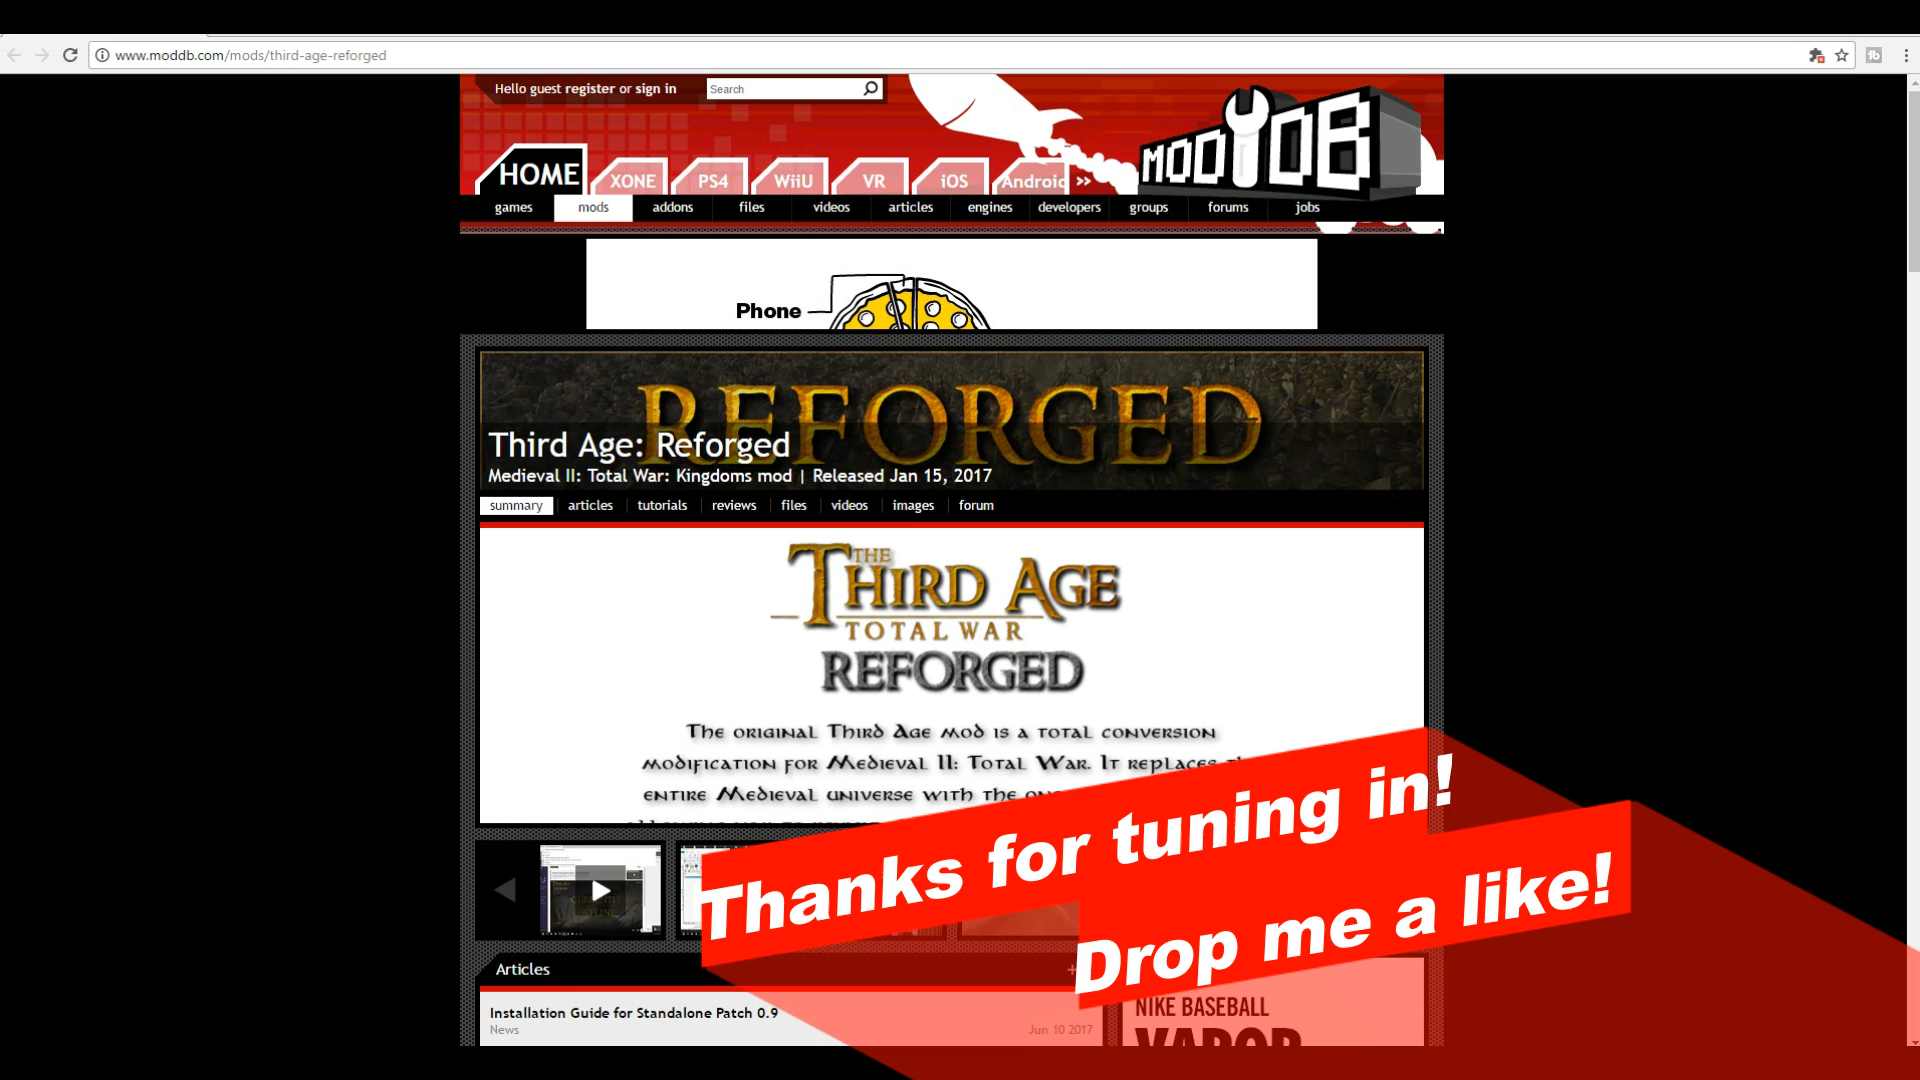 www.moddb.com/mods/third-age-reforged
Hello guest register or sign in
Search
MOD DB
HOME XONE PS4 WiiU VR iOS Android »
games mods addons files videos articles engines developers groups forums jobs
Phone
REFORGED
Third Age: Reforged
Medieval II: Total War: Kingdoms mod | Released Jan 15, 2017
summary articles tutorials reviews files videos images forum
THE
THIRD AGE
TOTAL WAR
REFORGED
The original Third Age mod is a total conversion
modification for Medieval II: Total War. It replaces
entire Medieval universe with the
Thanks for tuning in!
Drop me a like!
Articles
Installation Guide for Standalone Patch 0.9
News
Jun 10 2017
NIKE BASEBALL
VAPOR